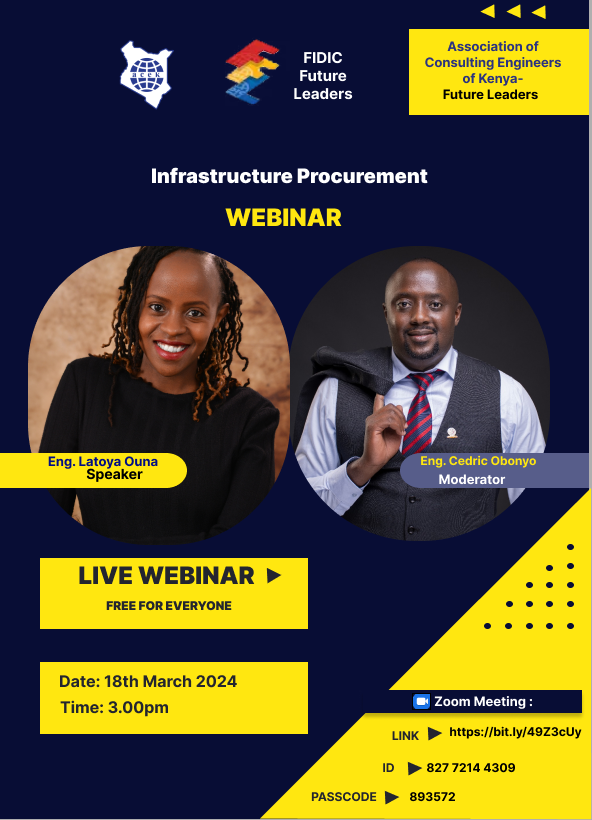 acek
FIDIC
Future
Leaders
Association of
Consulting Engineers
of Kenya-
Future Leaders
Infrastructure Procurement
WEBINAR
Eng. Latoya Ouna
Speaker
Eng. Cedric Obonyo
Moderator
LIVE WEBINAR
FREE FOR EVERYONE
Date: 18th March 2024
Time: 3.00pm
Zoom Meeting :
LINK https://bit.ly/49Z3cUy
ID 827 7214 4309
PASSCODE 893572